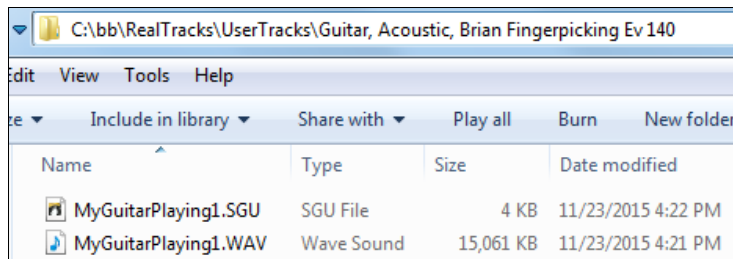 C:\bb\RealTracks\UserTracks\Guitar, Acoustic, Brian Fingerpicking Ev 140
Edit View Tools Help
Include in library Share with Play all Burn New folder
Name Type Size Date modified
MyGuitarPlaying1.SGU SGU File 4 KB 11/23/2015 4:22 PM
MyGuitarPlaying1.WAV Wave Sound 15,061 KB 11/23/2015 4:21 PM